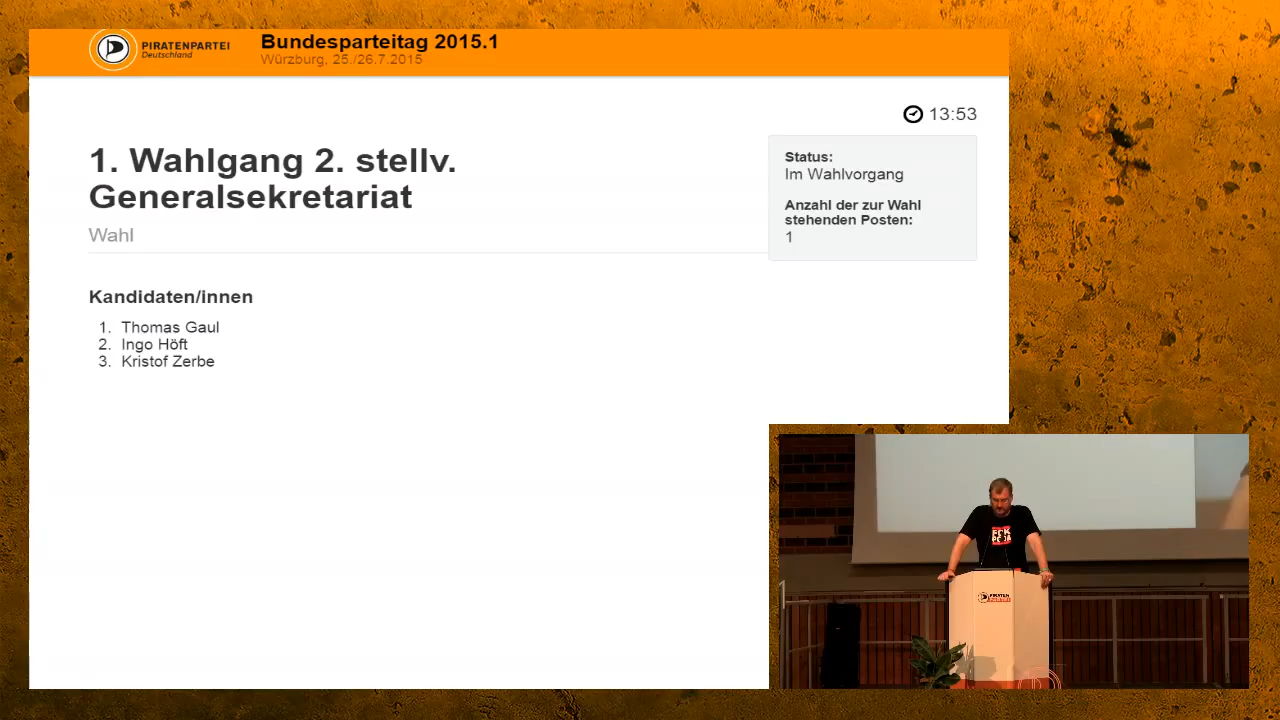 PIRATENPARTEI
Deutschland
Bundesparteitag 2015.1
Würzburg, 25./26.7.2015
13:53
1. Wahlgang 2. stellv.
Generalsekretariat
Wahl
Status:
Im Wahlvorgang
Anzahl der zur Wahl
stehenden Posten:
1
Kandidaten/innen
1. Thomas Gaul
2. Ingo Höft
3. Kristof Zerbe
PIRATEN